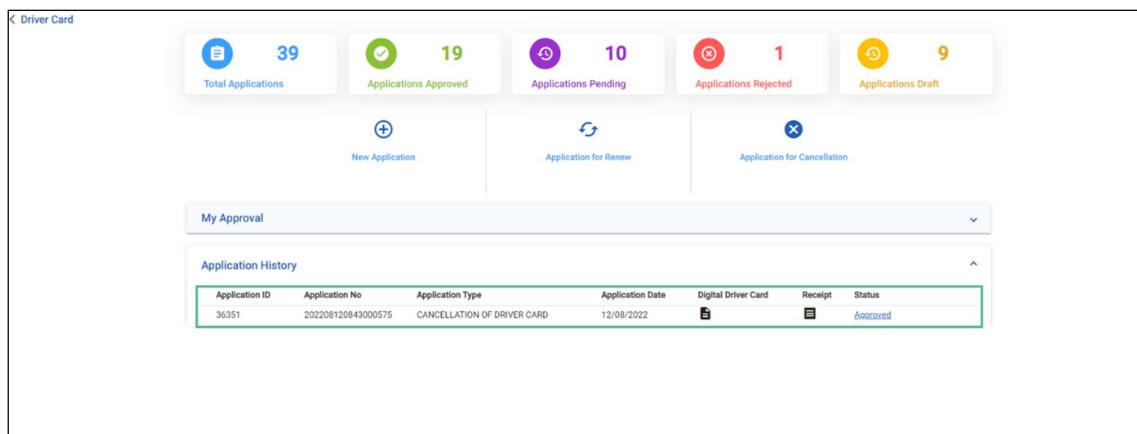 Driver Card
39 19 10 1 9
Total Applications Applications Approved Applications Pending Applications Rejected Applications Draft
New Application Application for Renew Application for Cancellation
My Approval
Application History
Application ID Application No Application Type Application Date Digital Driver Card Receipt Status
36351 202208120843000575 CANCELLATION OF DRIVER CARD 12/08/2022 Approved